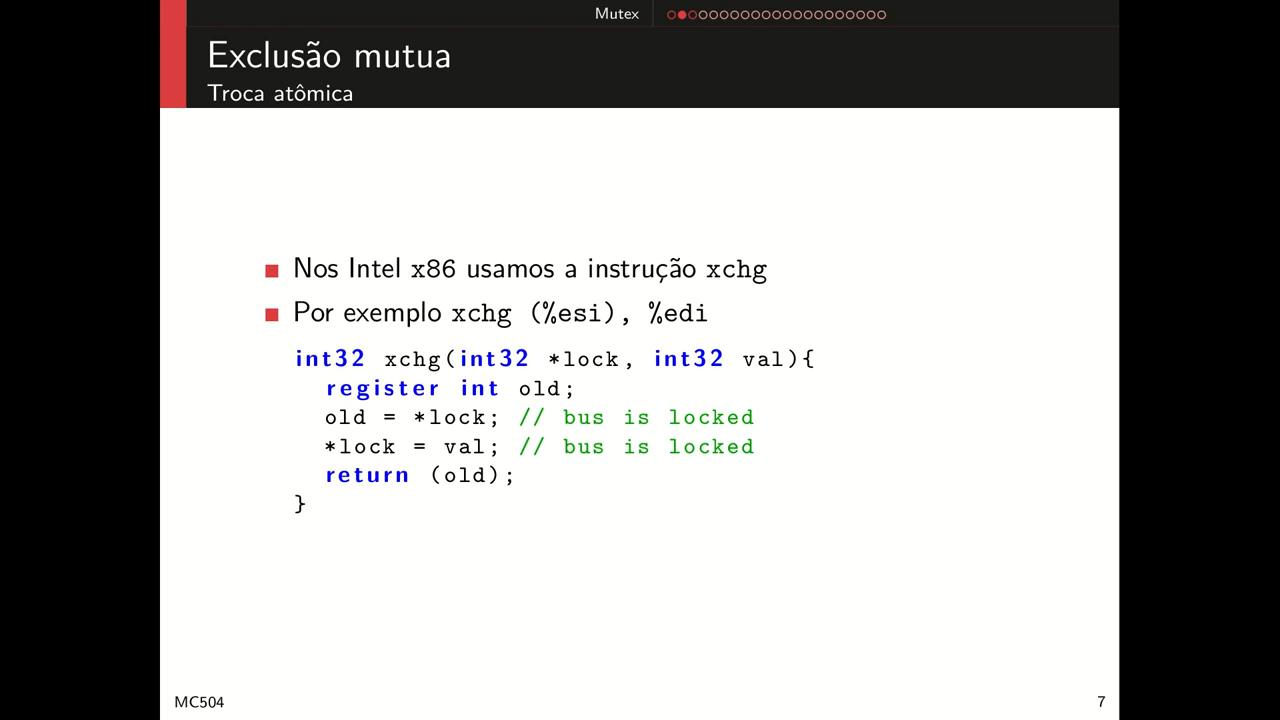 Mutex
Exclusão mutua
Troca atômica
Nos Intel x86 usamos a instrução xchg
Por exemplo xchg (%esi), %edi
int32 xchg(int32 *lock, int32 val){
register int old;
old = *lock; // bus is locked
*lock = val; // bus is locked
return (old);
}
MC504
7